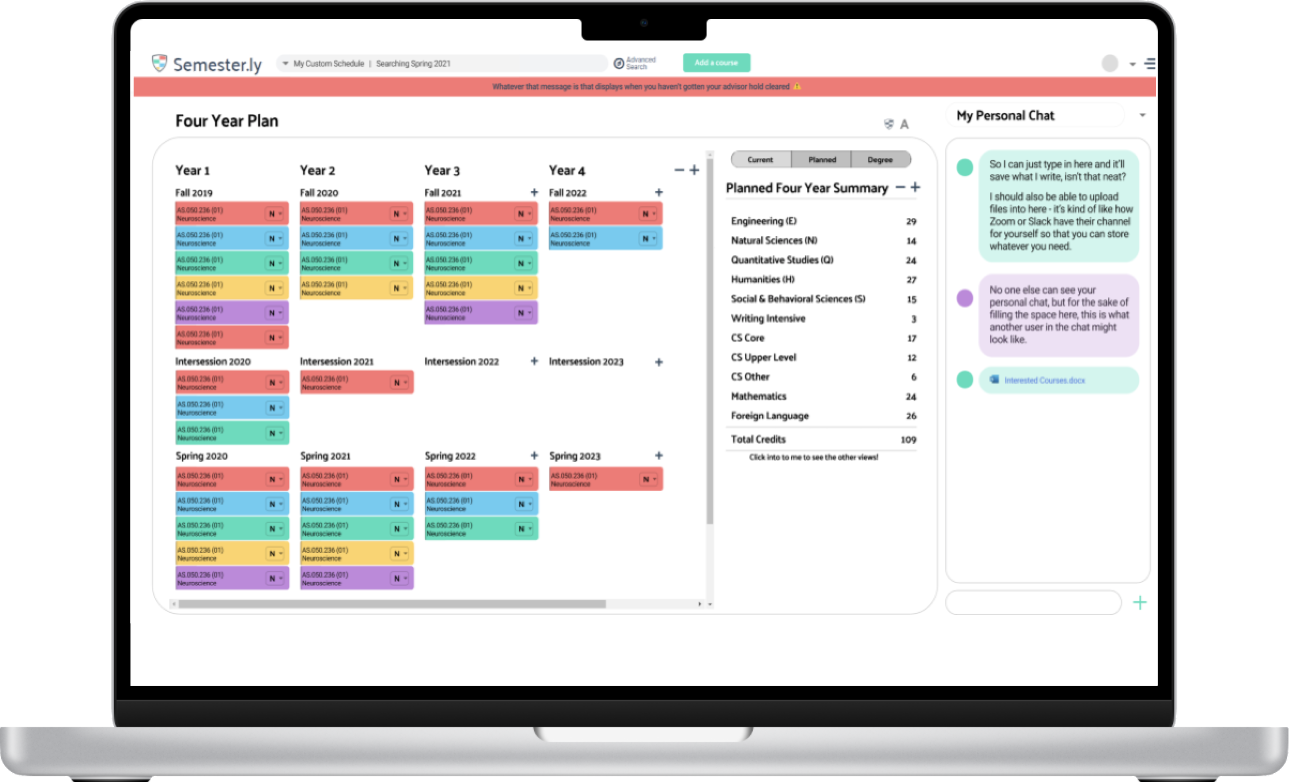 Semester.ly
My Custom Schedule | Searching Spring 2021
Advanced
Search
Add a course
Whatever that message is that displays when you haven't gotten your advisor hold cleared
Four Year Plan
A
Year 1
Year 2
Year 3
Year 4
Fall 2019
Fall 2020
Fall 2021
Fall 2022
AS.050.236 (01)
Neuroscience
N
AS.050.236 (01)
Neuroscience
N
AS.050.236 (01)
Neuroscience
N
AS.050.236 (01)
Neuroscience
N
AS.050.236 (01)
Neuroscience
N
AS.050.236 (01)
Neuroscience
N
AS.050.236 (01)
Neuroscience
N
AS.050.236 (01)
Neuroscience
N
AS.050.236 (01)
Neuroscience
N
AS.050.236 (01)
Neuroscience
N
AS.050.236 (01)
Neuroscience
N
AS.050.236 (01)
Neuroscience
N
AS.050.236 (01)
Neuroscience
N
AS.050.236 (01)
Neuroscience
N
AS.050.236 (01)
Neuroscience
N
AS.050.236 (01)
Neuroscience
N
AS.050.236 (01)
Neuroscience
N
Intersession 2020
Intersession 2021
Intersession 2022
Intersession 2023
AS.050.236 (01)
Neuroscience
N
AS.050.236 (01)
Neuroscience
N
AS.050.236 (01)
Neuroscience
N
AS.050.236 (01)
Neuroscience
N
Spring 2020
Spring 2021
Spring 2022
Spring 2023
AS.050.236 (01)
Neuroscience
N
AS.050.236 (01)
Neuroscience
N
AS.050.236 (01)
Neuroscience
N
AS.050.236 (01)
Neuroscience
N
AS.050.236 (01)
Neuroscience
N
AS.050.236 (01)
Neuroscience
N
AS.050.236 (01)
Neuroscience
N
AS.050.236 (01)
Neuroscience
N
AS.050.236 (01)
Neuroscience
N
AS.050.236 (01)
Neuroscience
N
AS.050.236 (01)
Neuroscience
N
AS.050.236 (01)
Neuroscience
N
AS.050.236 (01)
Neuroscience
N
AS.050.236 (01)
Neuroscience
N
Current Planned Degree
Planned Four Year Summary
Engineering (E) 29
Natural Sciences (N) 14
Quantitative Studies (Q) 24
Humanities (H) 27
Social & Behavioral Sciences (S) 15
Writing Intensive 3
CS Core 17
CS Upper Level 12
CS Other 6
Mathematics 24
Foreign Language 26
Total Credits 109
Click into to me to see the other views!
My Personal Chat
So I can just type in here and it'll
save what I write, isn't that neat?
I should also be able to upload
files into here - it's kind of like how
Zoom or Slack have their channel
for yourself so that you can store
whatever you need.
No one else can see your
personal chat, but for the sake of
filling the space here, this is what
another user in the chat might
look like.
Interested Courses.docx